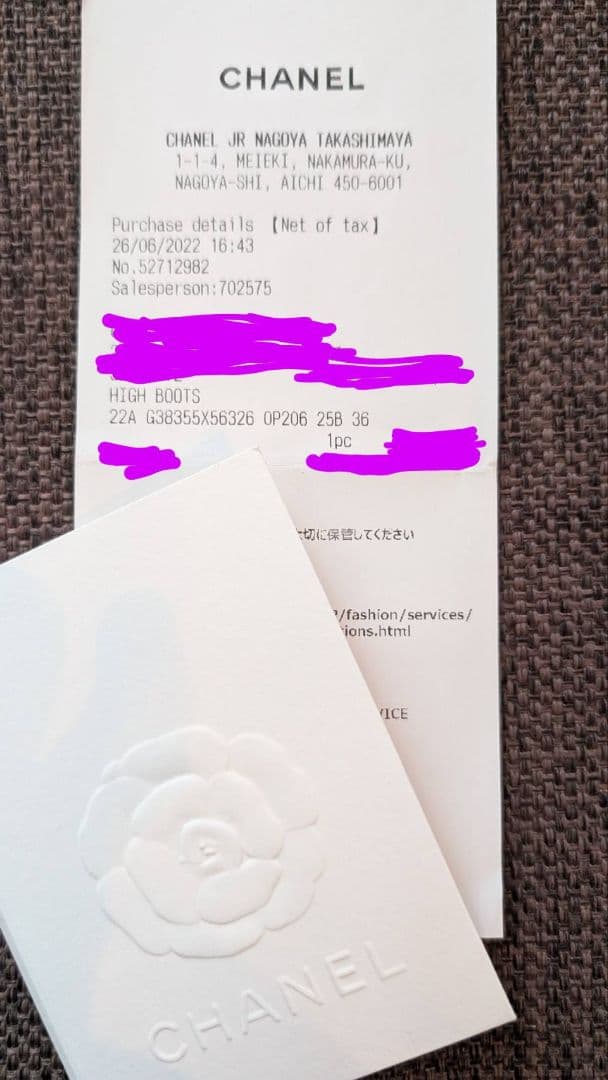 CHANEL
CHANEL JR NAGOYA TAKASHIMAYA
1-1-4, MEIEKI, NAKAMURA-KU,
NAGOYA-SHI, AICHI 450-6001
Purchase details 【Net of tax】
26/06/2022 16:43
No.52712982
Salesperson:702575
HIGH BOOTS
22A G38355X56326 OP206 25B 36
1pc
切に保管してください
/fashion/services/
ions.html
VICE
CHANEL